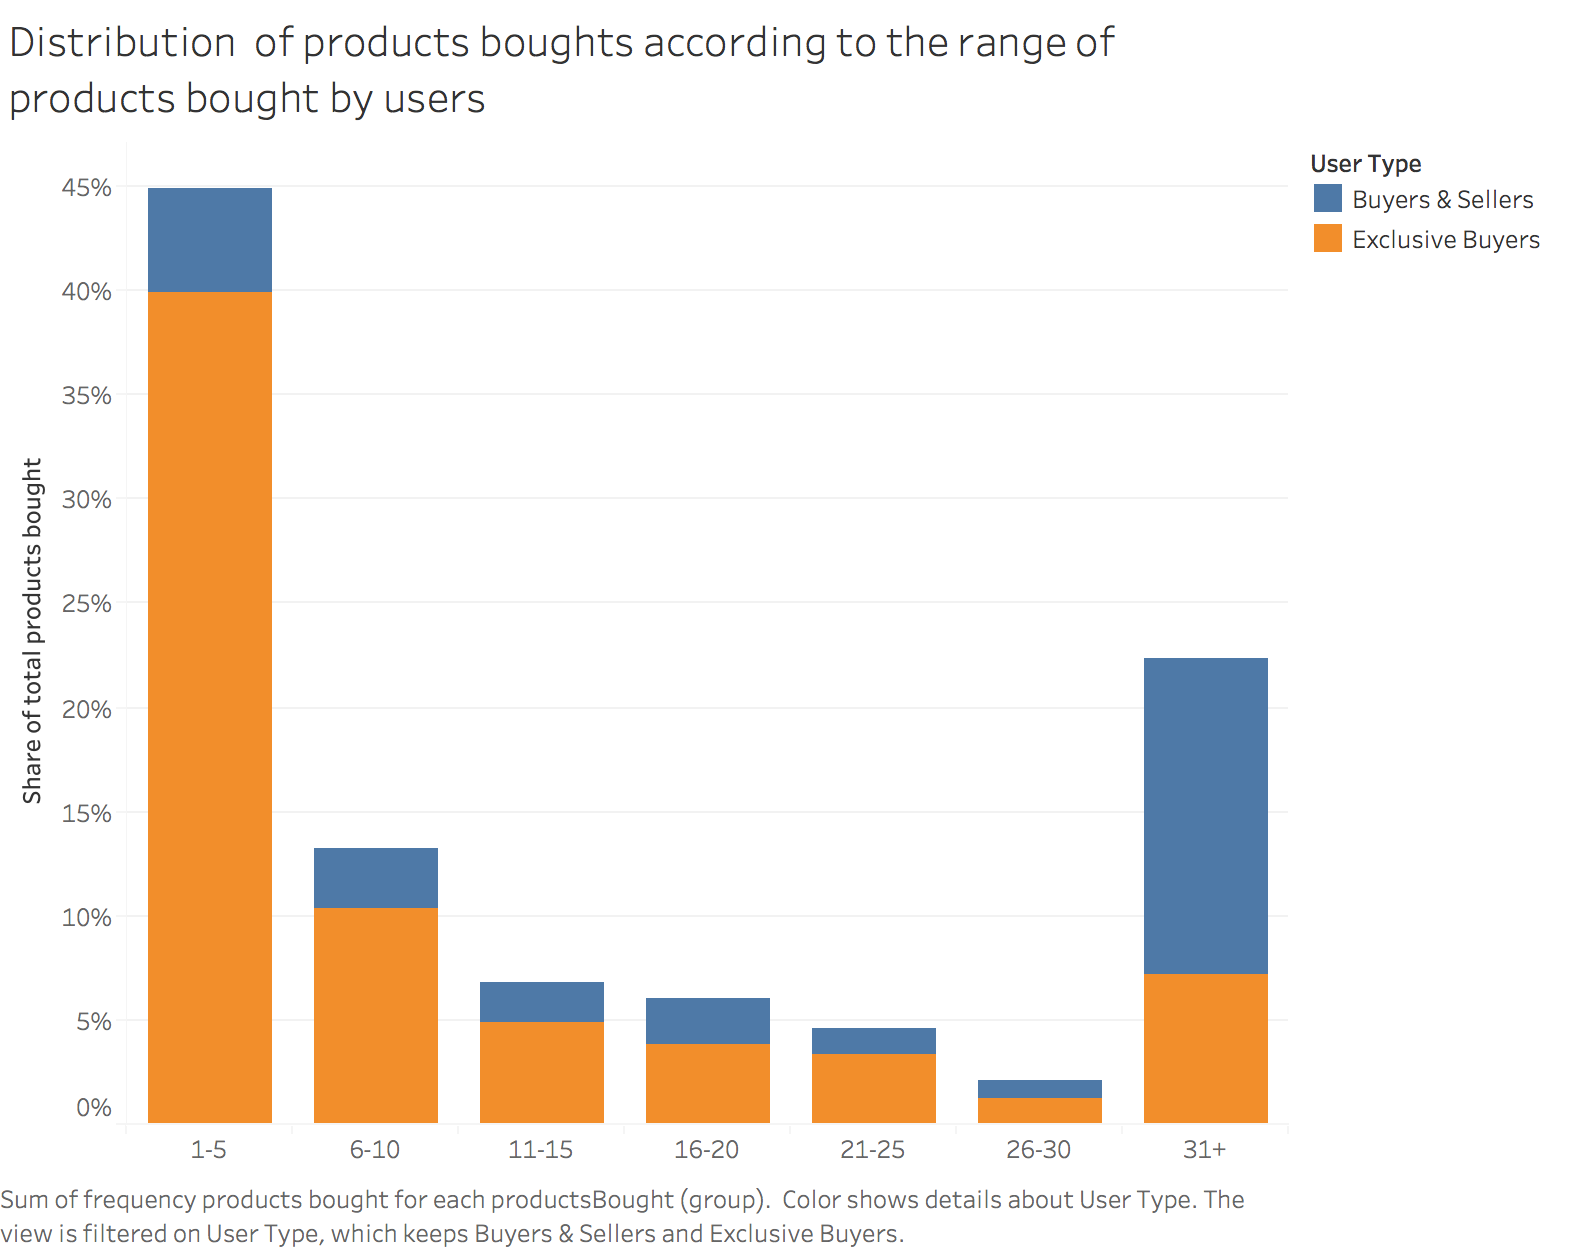 Distribution  of products boughts according to the range of
products bought by users
User Type
Buyers & Sellers
Exclusive Buyers
Share of total products bought
45%
40%
35%
30%
25%
20%
15%
10%
5%
0%
1-5
6-10
11-15
16-20
21-25
26-30
31+
Sum of frequency products bought for each productsBought (group).  Color shows details about User Type. The
view is filtered on User Type, which keeps Buyers & Sellers and Exclusive Buyers.